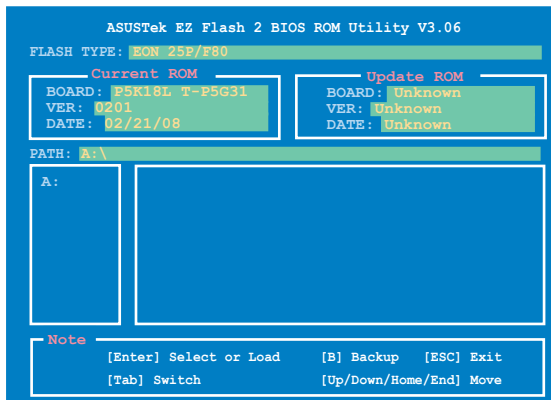 ASUSTek EZ Flash 2 BIOS ROM Utility V3.06
FLASH TYPE: EON 25P/F80
Current ROM
BOARD: P5K18L T-P5G31
VER: 0201
DATE: 02/21/08
Update ROM
BOARD: Unknown
VER: Unknown
DATE: Unknown
PATH: A:\
A:
Note
[Enter] Select or Load [B] Backup [ESC] Exit
[Tab] Switch [Up/Down/Home/End] Move